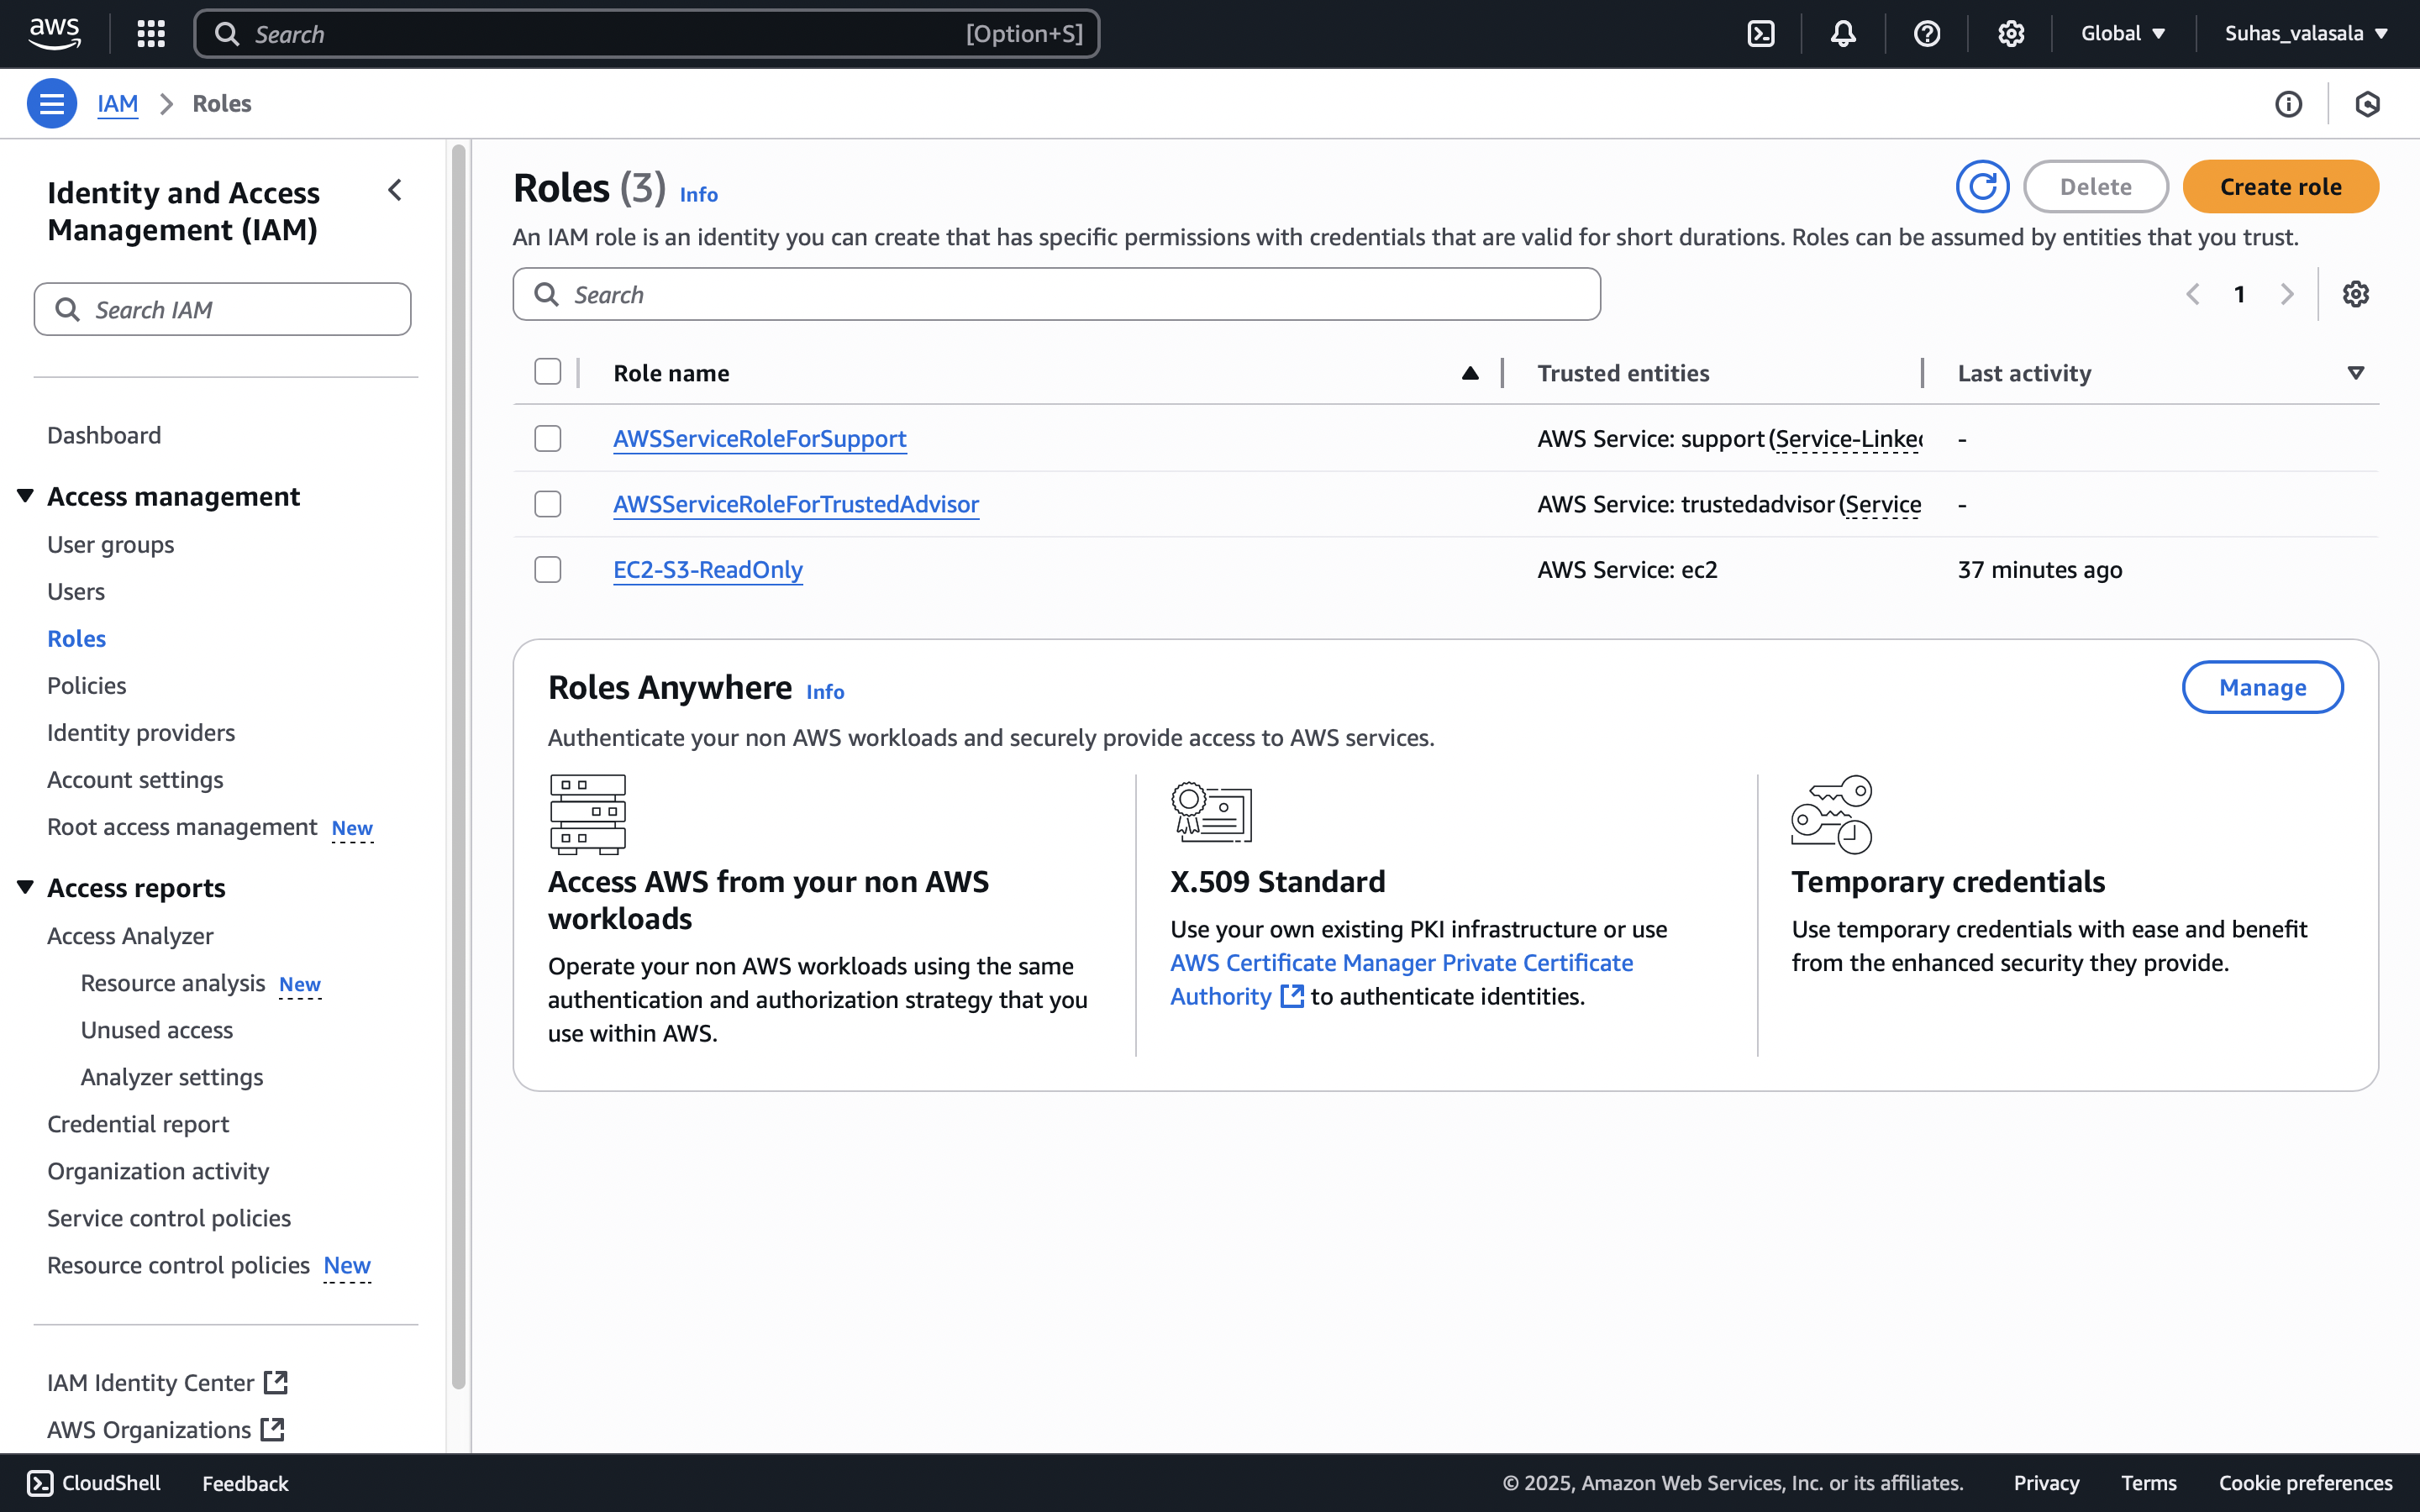 aws
Search [Option+S]
Global
Suhas_valasala
IAM
Roles
Identity and Access
Management (IAM)
Search IAM
Dashboard
Access management
User groups
Users
Roles
Policies
Identity providers
Account settings
Root access management New
Access reports
Access Analyzer
Resource analysis New
Unused access
Analyzer settings
Credential report
Organization activity
Service control policies
Resource control policies New
IAM Identity Center
AWS Organizations
Roles (3) Info
Delete
Create role
An IAM role is an identity you can create that has specific permissions with credentials that are valid for short durations. Roles can be assumed by entities that you trust.
Search
1
Role name Trusted entities Last activity
AWSServiceRoleForSupport AWS Service: support (Service-Linked -
AWSServiceRoleForTrustedAdvisor AWS Service: trustedadvisor (Service -
EC2-S3-ReadOnly AWS Service: ec2 37 minutes ago
Roles Anywhere Info
Manage
Authenticate your non AWS workloads and securely provide access to AWS services.
Access AWS from your non AWS
workloads
Operate your non AWS workloads using the same
authentication and authorization strategy that you
use within AWS.
X.509 Standard
Use your own existing PKI infrastructure or use
AWS Certificate Manager Private Certificate
Authority to authenticate identities.
Temporary credentials
Use temporary credentials with ease and benefit
from the enhanced security they provide.
CloudShell
Feedback
© 2025, Amazon Web Services, Inc. or its affiliates.
Privacy
Terms
Cookie preferences